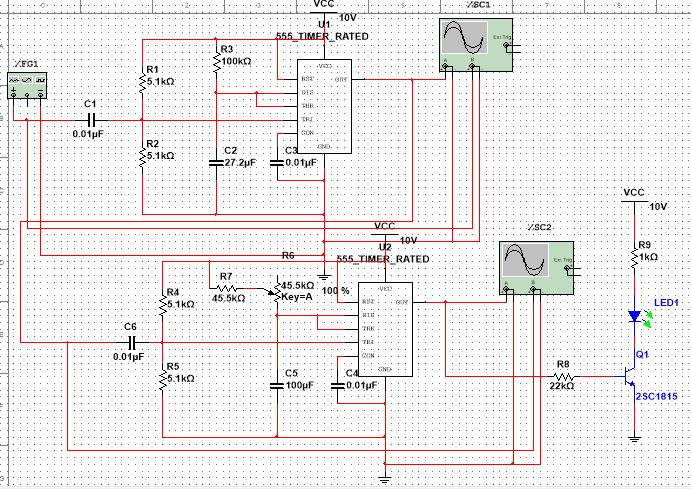 VCC
10V
U1
555_TIMER_RATED
XSC1
Ext Trig
A
B
XFG1
R1
5.1kΩ
R3
100kΩ
VCC
RST
DIS
THR
TRI
CON
OUT
GND
C1
0.01µF
R2
5.1kΩ
C2
27.2µF
C3
0.01µF
VCC
10V
VCC
10V
U2
555_TIMER_RATED
XSC2
Ext Trig
A
B
R6
45.5kΩ
Key=A
100 %
R7
45.5kΩ
R4
5.1kΩ
VCC
RST
DIS
THR
TRI
CON
OUT
GND
R9
1kΩ
LED1
C6
0.01µF
R5
5.1kΩ
C5
100µF
C4
0.01µF
R8
22kΩ
Q1
2SC1815